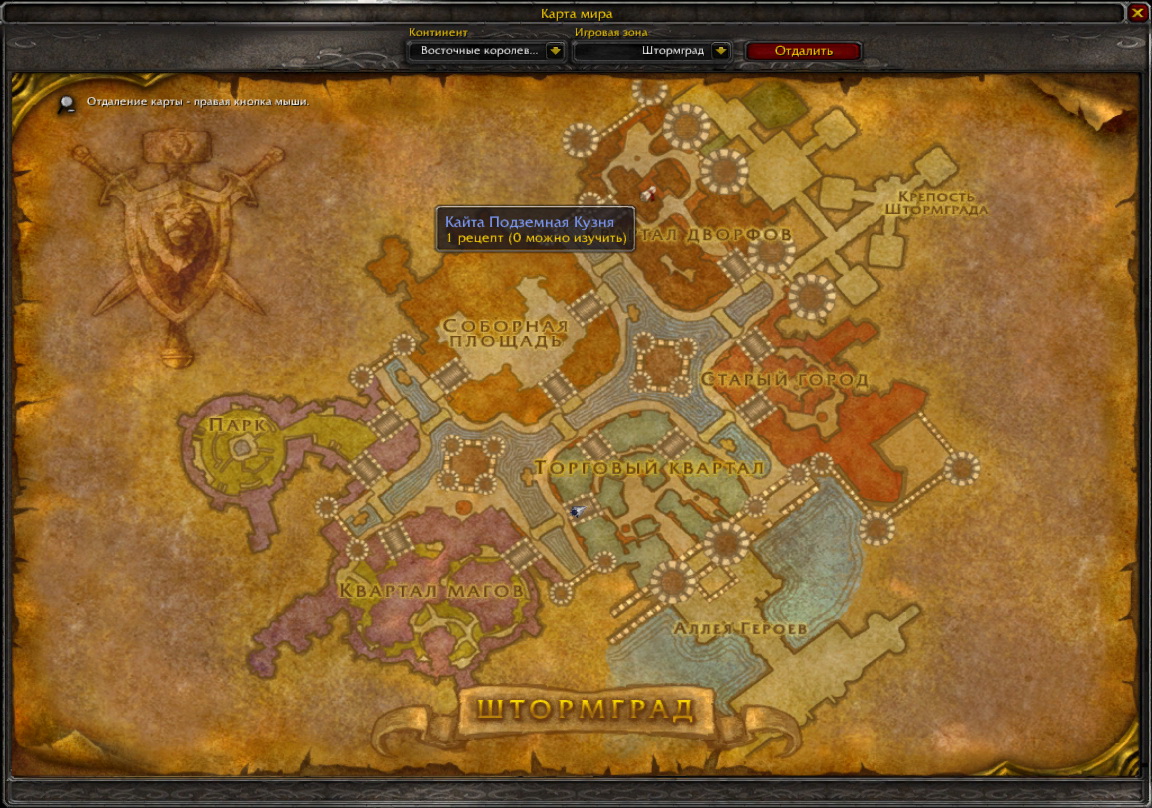 Карта мира
Континент
Игровая зона
Восточные королев...
Штормград
Отдалить
Отдаление карты - правая кнопка мыши.
Крепость
Штормграда
Кайта Подземная Кузня
1 рецепт (0 можно изучить)
тал дворфов
Соборная
площадь
Старый город
Парк
Торговый квартал
Квартал магов
Аллея Героев
Штормград